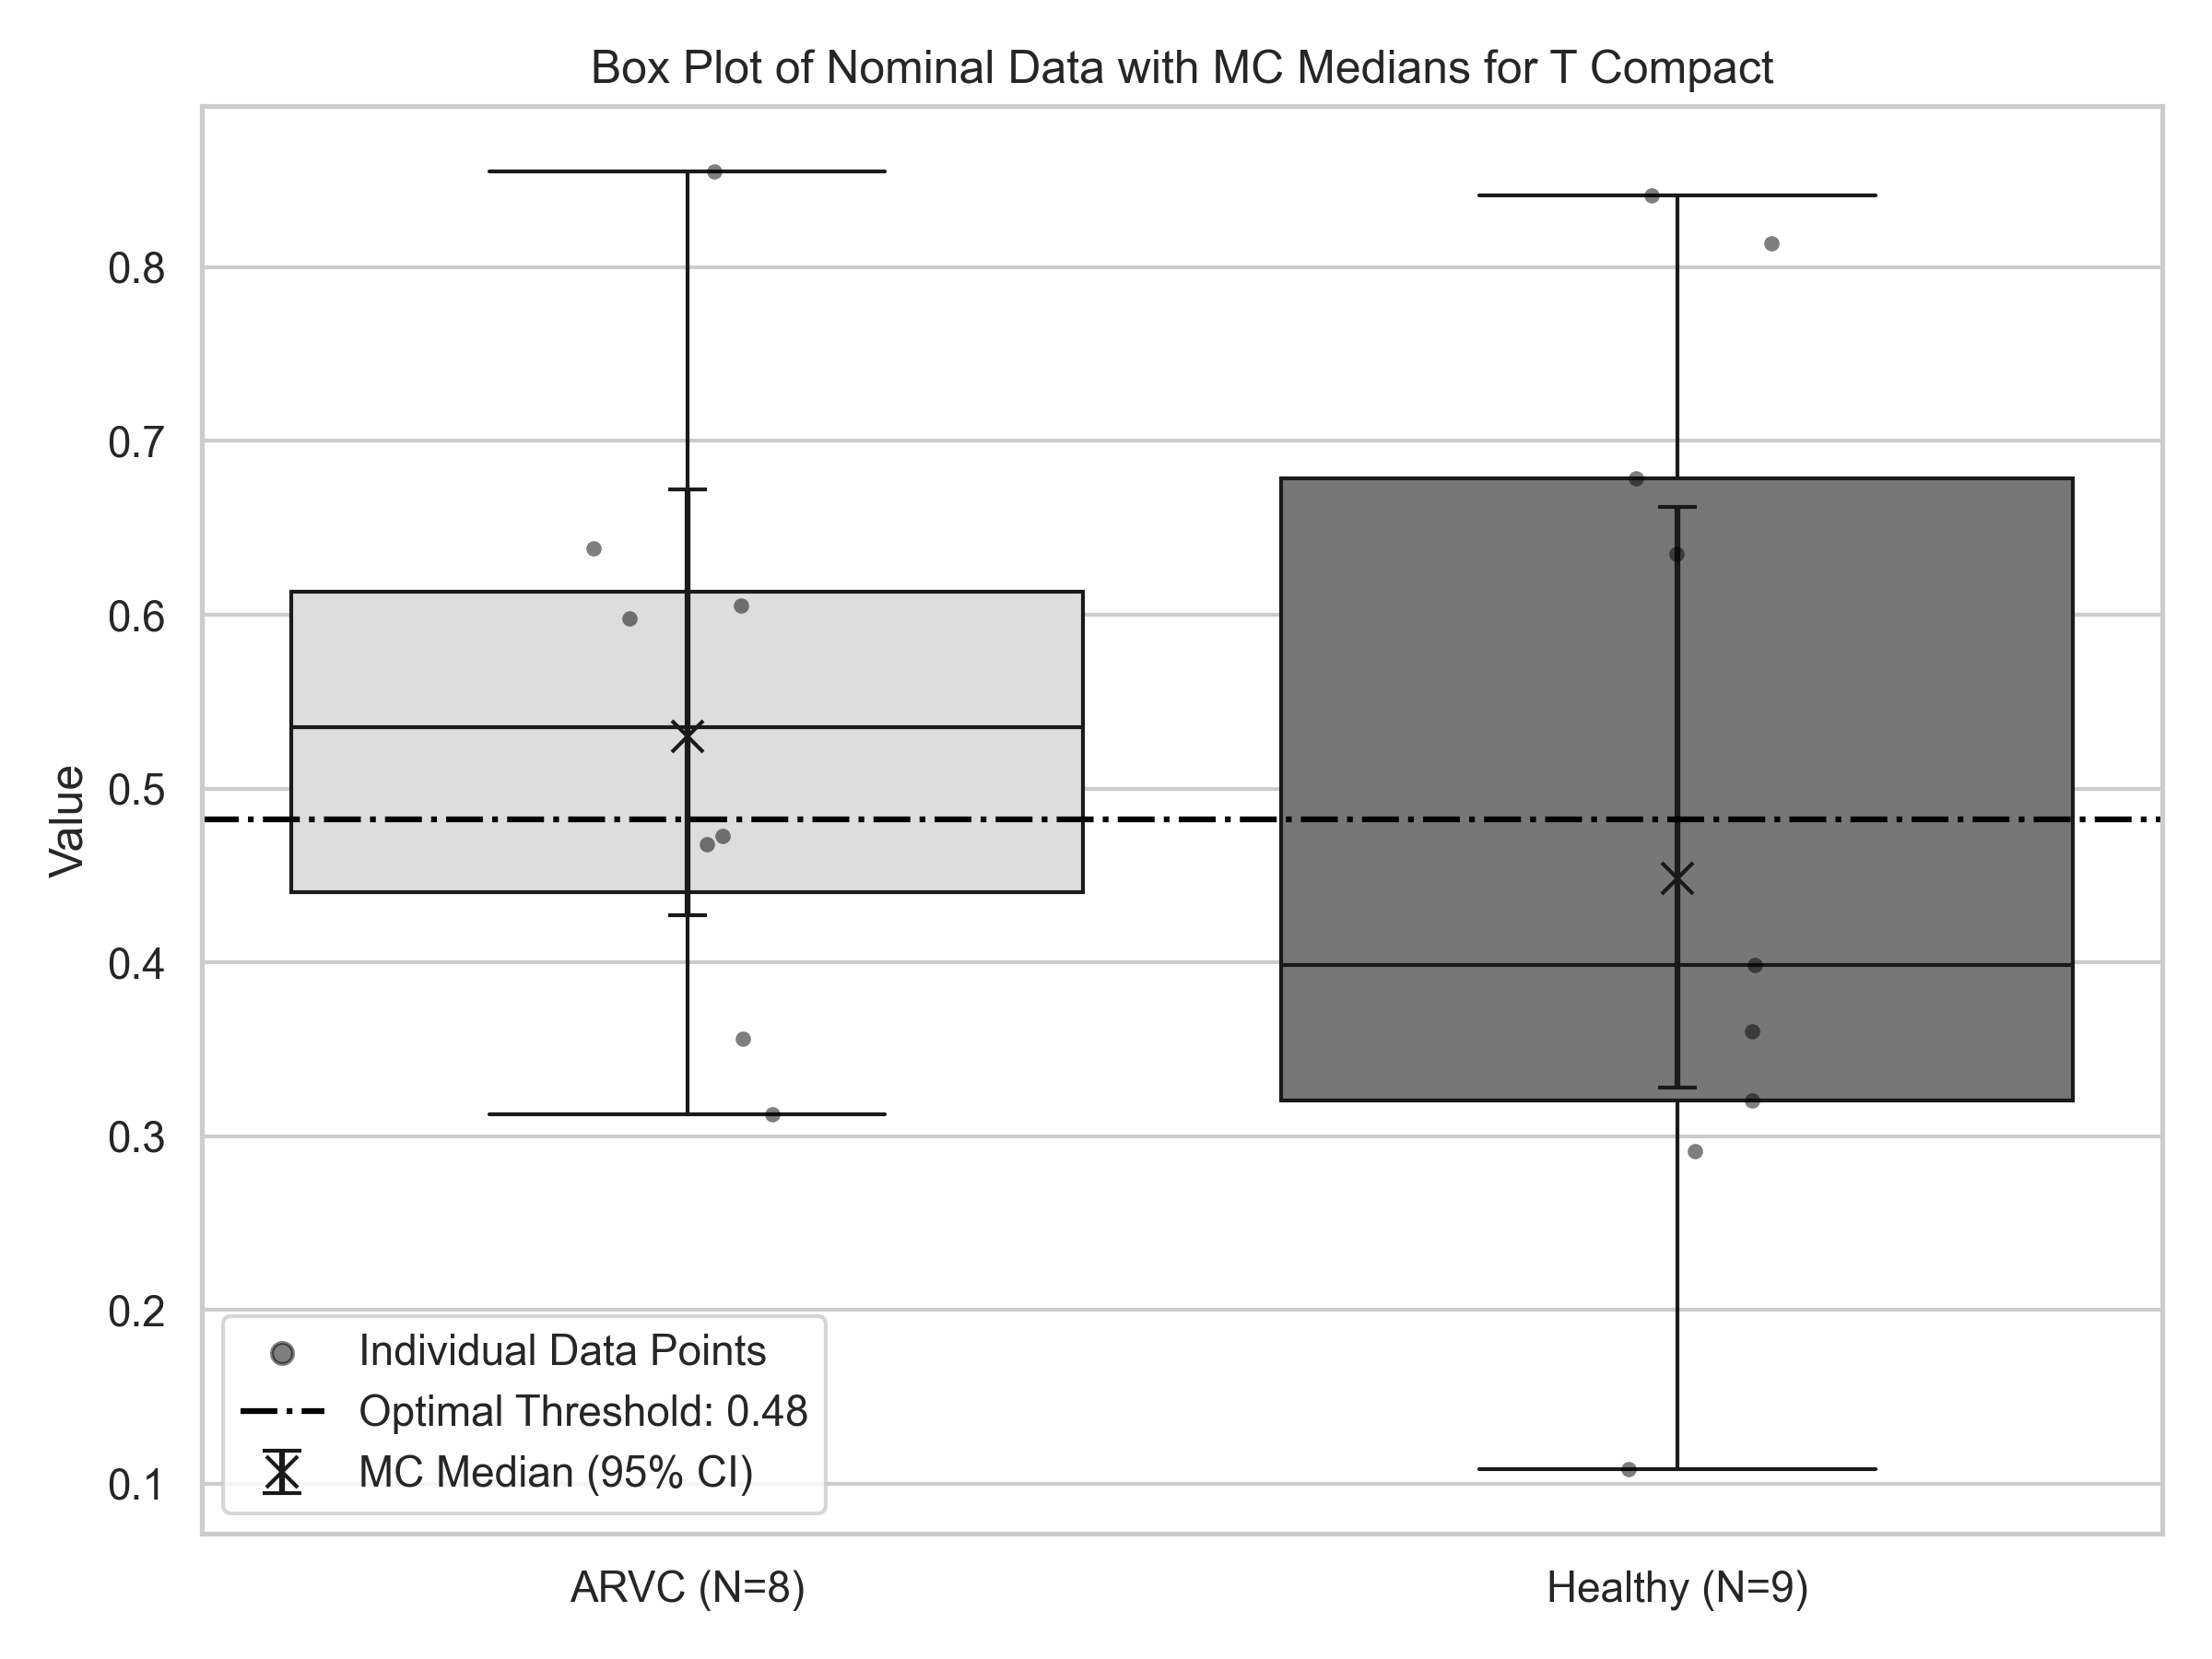 Box Plot of Nominal Data with MC Medians for T Compact
Value
0.8
0.7
0.6
0.5
0.4
0.3
0.2
0.1
Individual Data Points
Optimal Threshold: 0.48
MC Median (95% CI)
ARVC (N=8)
Healthy (N=9)